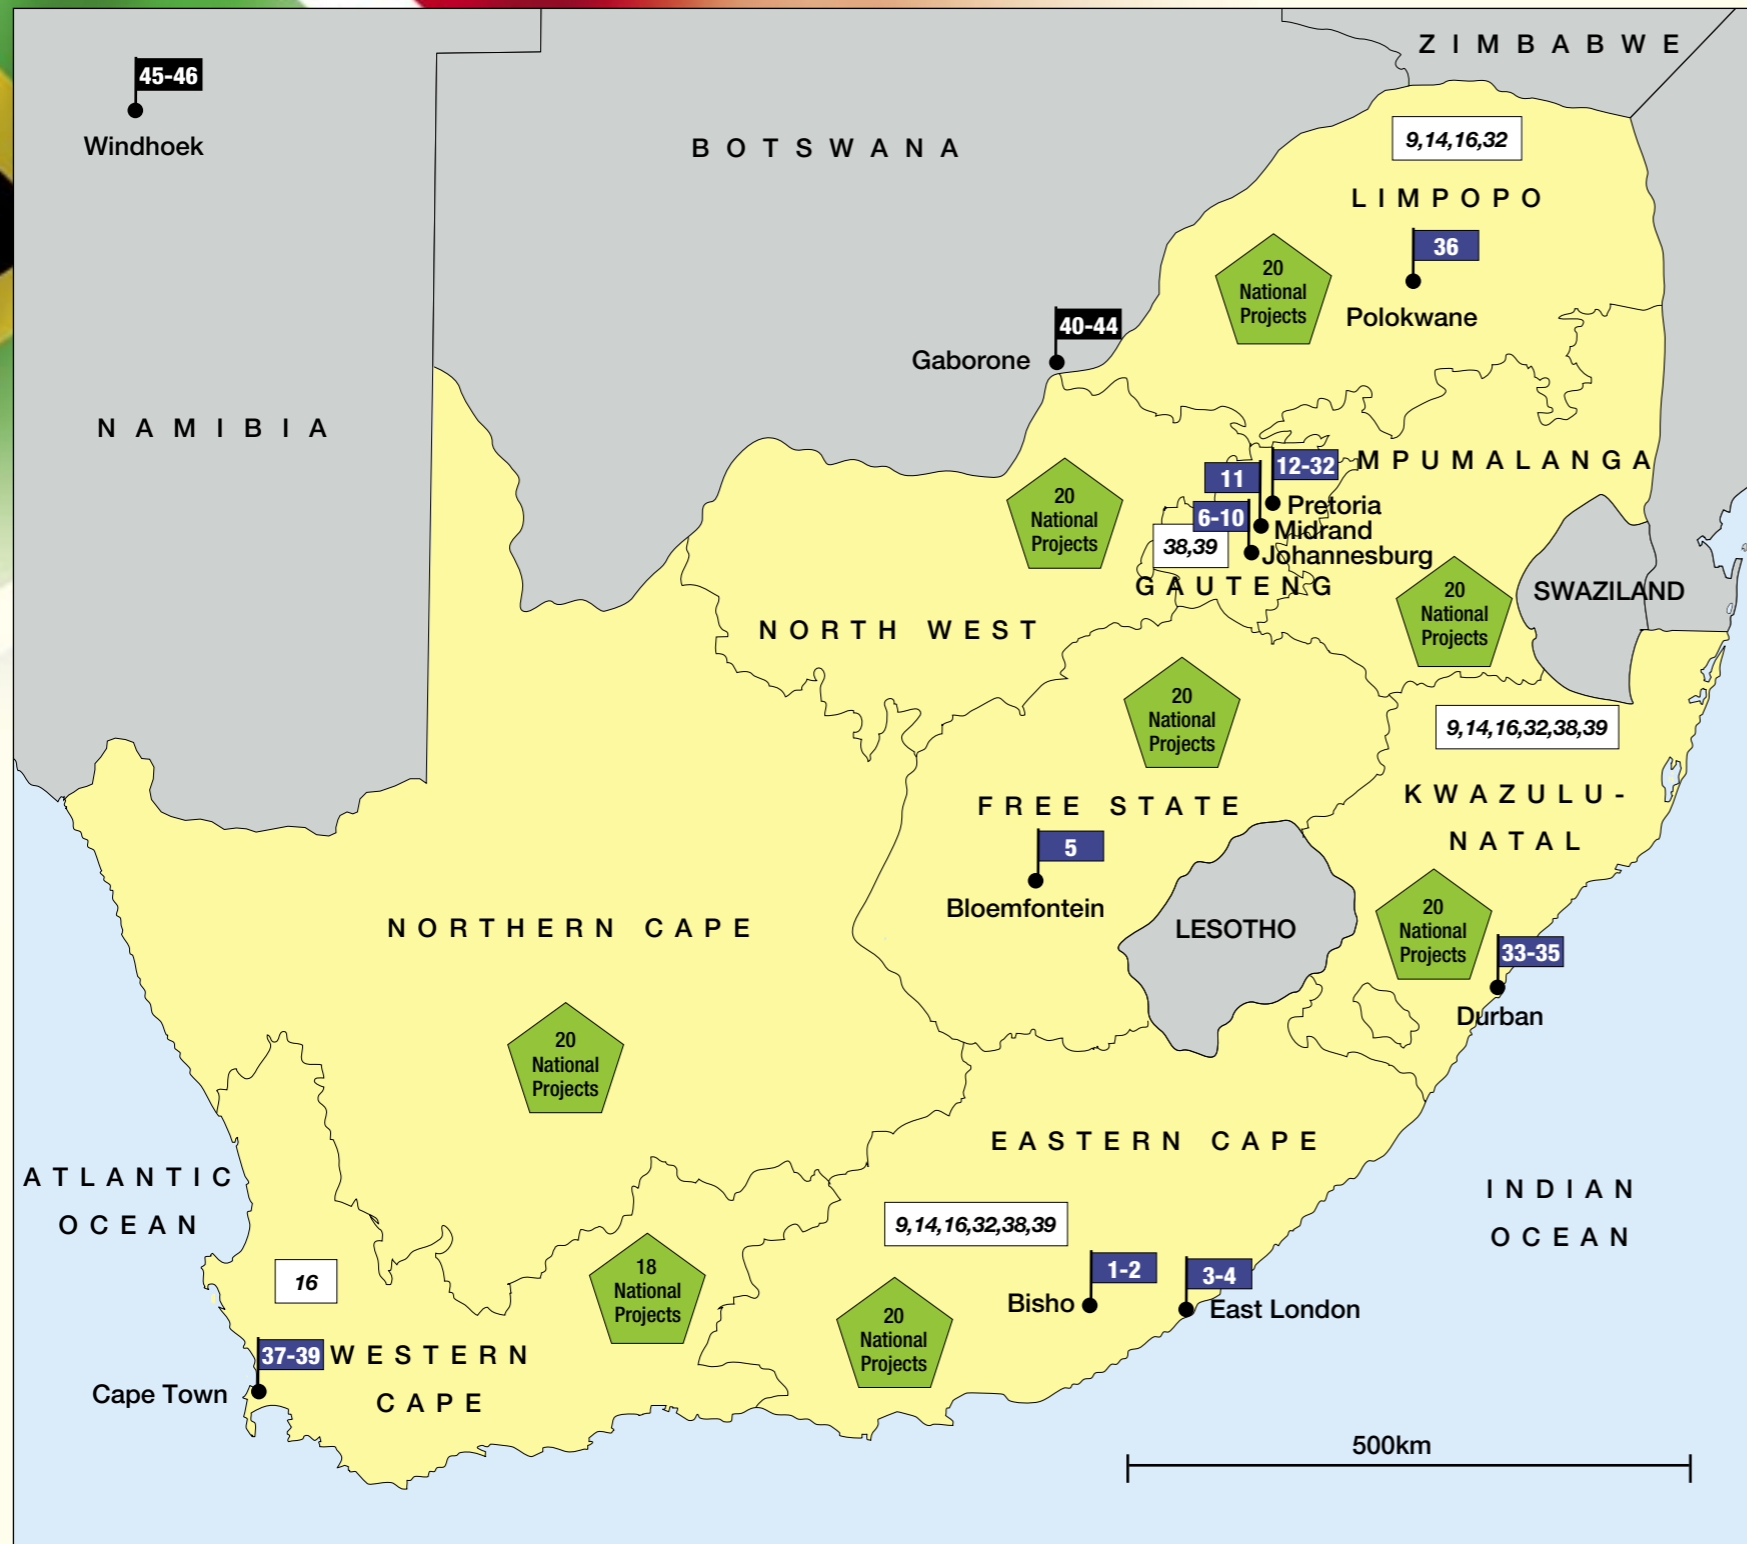 ZIMBABWE
45-46
Windhoek
BOTSWANA
9,14,16,32
LIMPOPO
36
Polokwane
20
National
Projects
40-44
Gaborone
NAMIBIA
MPUMALANGA
12-32
Pretoria
11
Midrand
6-10
Johannesburg
38,39
GAUTENG
20
National
Projects
NORTH WEST
20
National
Projects
SWAZILAND
20
National
Projects
9,14,16,32,38,39
KWAZULU-
NATAL
FREE STATE
5
Bloemfontein
LESOTHO
20
National
Projects
33-35
Durban
NORTHERN CAPE
20
National
Projects
EASTERN CAPE
ATLANTIC
OCEAN
INDIAN
OCEAN
9,14,16,32,38,39
16
18
National
Projects
1-2
Bisho
3-4
East London
20
National
Projects
37-39
WESTERN
CAPE
Cape Town
500km